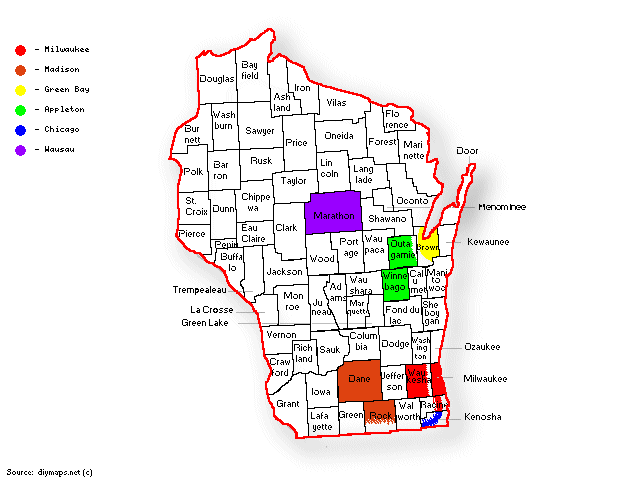 - Milwaukee
- Madison
- Green Bay
- Appleton
- Chicago
- Wausau
Douglas
Bay
field
Iron
Ash
land
Vilas
Wash
burn
Bur
nett
Sawyer
Price
Oneida
Flo
rence
Forest
Mari
nette
Door
Polk
Bar
ron
Rusk
Lin
coln
Lang
lade
Taylor
St.
Croix
Dunn
Chippe
wa
Marathon
Oconto
Menominee
Shawano
Pierce
Pepin
Eau
Claire
Clark
Buffa
lo
Wood
Port
age
Wau
paca
Outa
gamie
Brown
Kewaunee
Jackson
Trempealeau
Winne
bago
Cal
u
met
Mani
to
woc
Wau
shara
Ad
ams
Mon
roe
Ju
neau
Mar
quette
La Crosse
Green Lake
Fond du
lac
She
boy
gan
Vernon
Colum
bia
Dodge
Wash
ing
ton
Ozaukee
Rich
land
Sauk
Craw
ford
Dane
Jeffer
son
Wau
kesha
Milwaukee
Iowa
Grant
Lafa
yette
Green
Rock
Wal
worth
Racine
Kenosha
Source: diymaps.net (c)